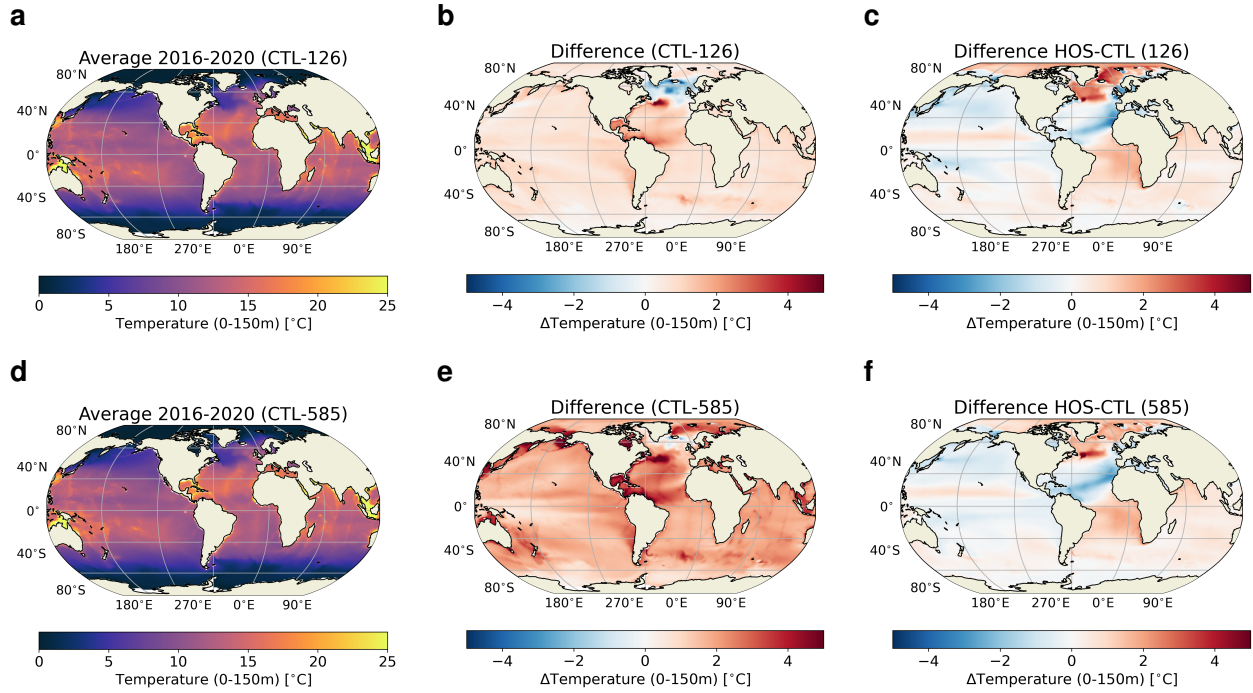 a
b
c
Average 2016-2020 (CTL-126)
Difference (CTL-126)
Difference HOS-CTL (126)
80°N
40°N
0°
40°S
80°S
180°E 270°E 0°E 90°E
80°N
40°N
0°
40°S
80°S
180°E 270°E 0°E 90°E
80°N
40°N
0°
40°S
80°S
180°E 270°E 0°E 90°E
0 5 10 15 20 25
Temperature (0-150m) [°C]
−4 −2 0 2 4
ΔTemperature (0-150m) [°C]
−4 −2 0 2 4
ΔTemperature (0-150m) [°C]
d
e
f
Average 2016-2020 (CTL-585)
Difference (CTL-585)
Difference HOS-CTL (585)
80°N
40°N
0°
40°S
80°S
180°E 270°E 0°E 90°E
80°N
40°N
0°
40°S
80°S
180°E 270°E 0°E 90°E
80°N
40°N
0°
40°S
80°S
180°E 270°E 0°E 90°E
0 5 10 15 20 25
Temperature (0-150m) [°C]
−4 −2 0 2 4
ΔTemperature (0-150m) [°C]
−4 −2 0 2 4
ΔTemperature (0-150m) [°C]